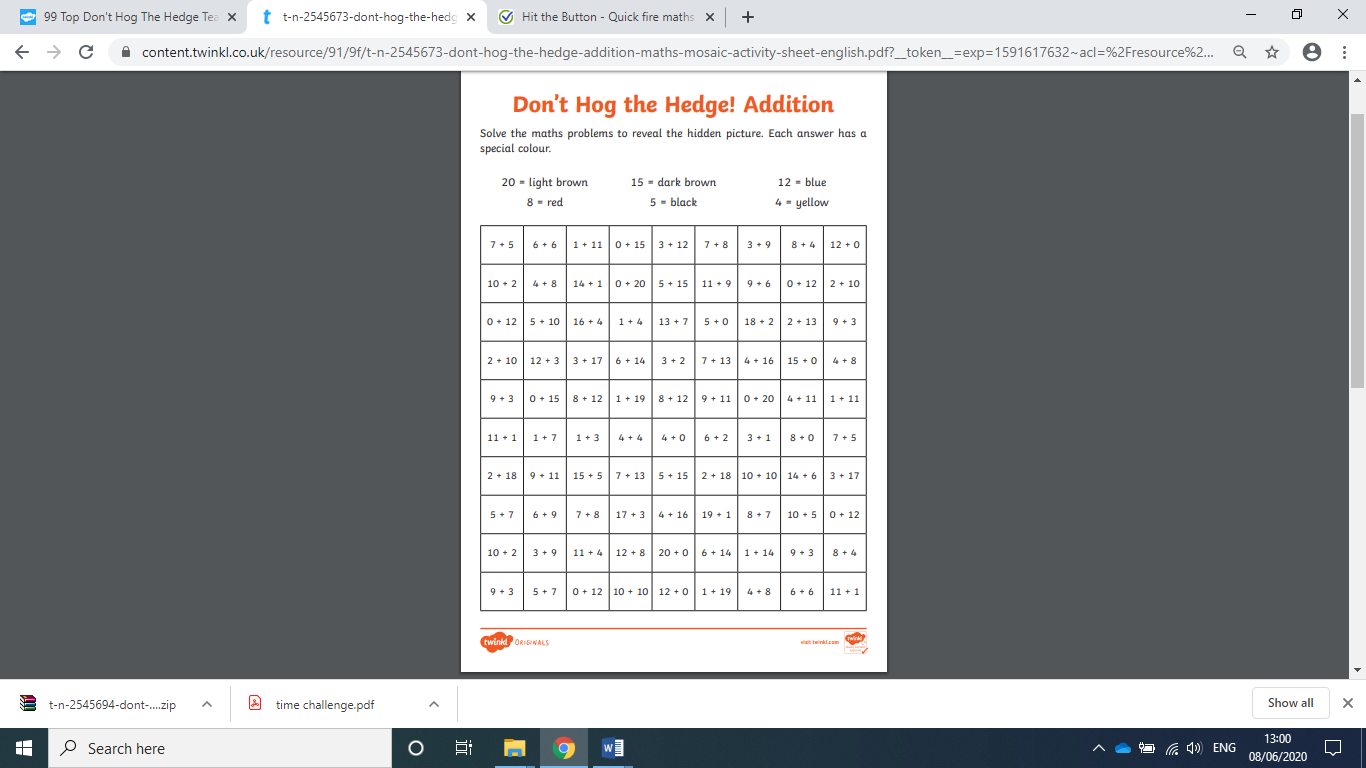 99 Top Don't Hog The Hedge Tea
t-n-2545673-dont-hog-the-hedg
Hit the Button - Quick fire maths
content.twinkl.co.uk/resource/91/9f/t-n-2545673-dont-hog-the-hedge-addition-maths-mosaic-activity-sheet-english.pdf?__token__=exp=1591617632~acl=%2Fresource%2...
Don't Hog the Hedge! Addition
Solve the maths problems to reveal the hidden picture. Each answer has a
special colour.
20 = light brown 15 = dark brown 12 = blue
8 = red 5 = black 4 = yellow
7 + 5 6 + 6 1 + 11 0 + 15 3 + 12 7 + 8 3 + 9 8 + 4 12 + 0
10 + 2 4 + 8 14 + 1 0 + 20 5 + 15 11 + 9 9 + 6 0 + 12 2 + 10
0 + 12 5 + 10 16 + 4 1 + 4 13 + 7 5 + 0 18 + 2 2 + 13 9 + 3
2 + 10 12 + 3 3 + 17 6 + 14 3 + 2 7 + 13 4 + 16 15 + 0 4 + 8
9 + 3 0 + 15 8 + 12 1 + 19 8 + 12 9 + 11 0 + 20 4 + 11 1 + 11
11 + 1 1 + 7 1 + 3 4 + 4 4 + 0 6 + 2 3 + 1 8 + 0 7 + 5
2 + 18 9 + 11 15 + 5 7 + 13 5 + 15 2 + 18 10 + 10 14 + 6 3 + 17
5 + 7 6 + 9 7 + 8 17 + 3 4 + 16 19 + 1 8 + 7 10 + 5 0 + 12
10 + 2 3 + 9 11 + 4 12 + 8 20 + 0 6 + 14 1 + 14 9 + 3 8 + 4
9 + 3 5 + 7 0 + 12 10 + 10 12 + 0 1 + 19 4 + 8 6 + 6 11 + 1
twinkl ORIGINALS
visit twinkl.com
twinkl
t-n-2545694-dont-....zip
time challenge.pdf
Show all
Search here
ENG
13:00
08/06/2020